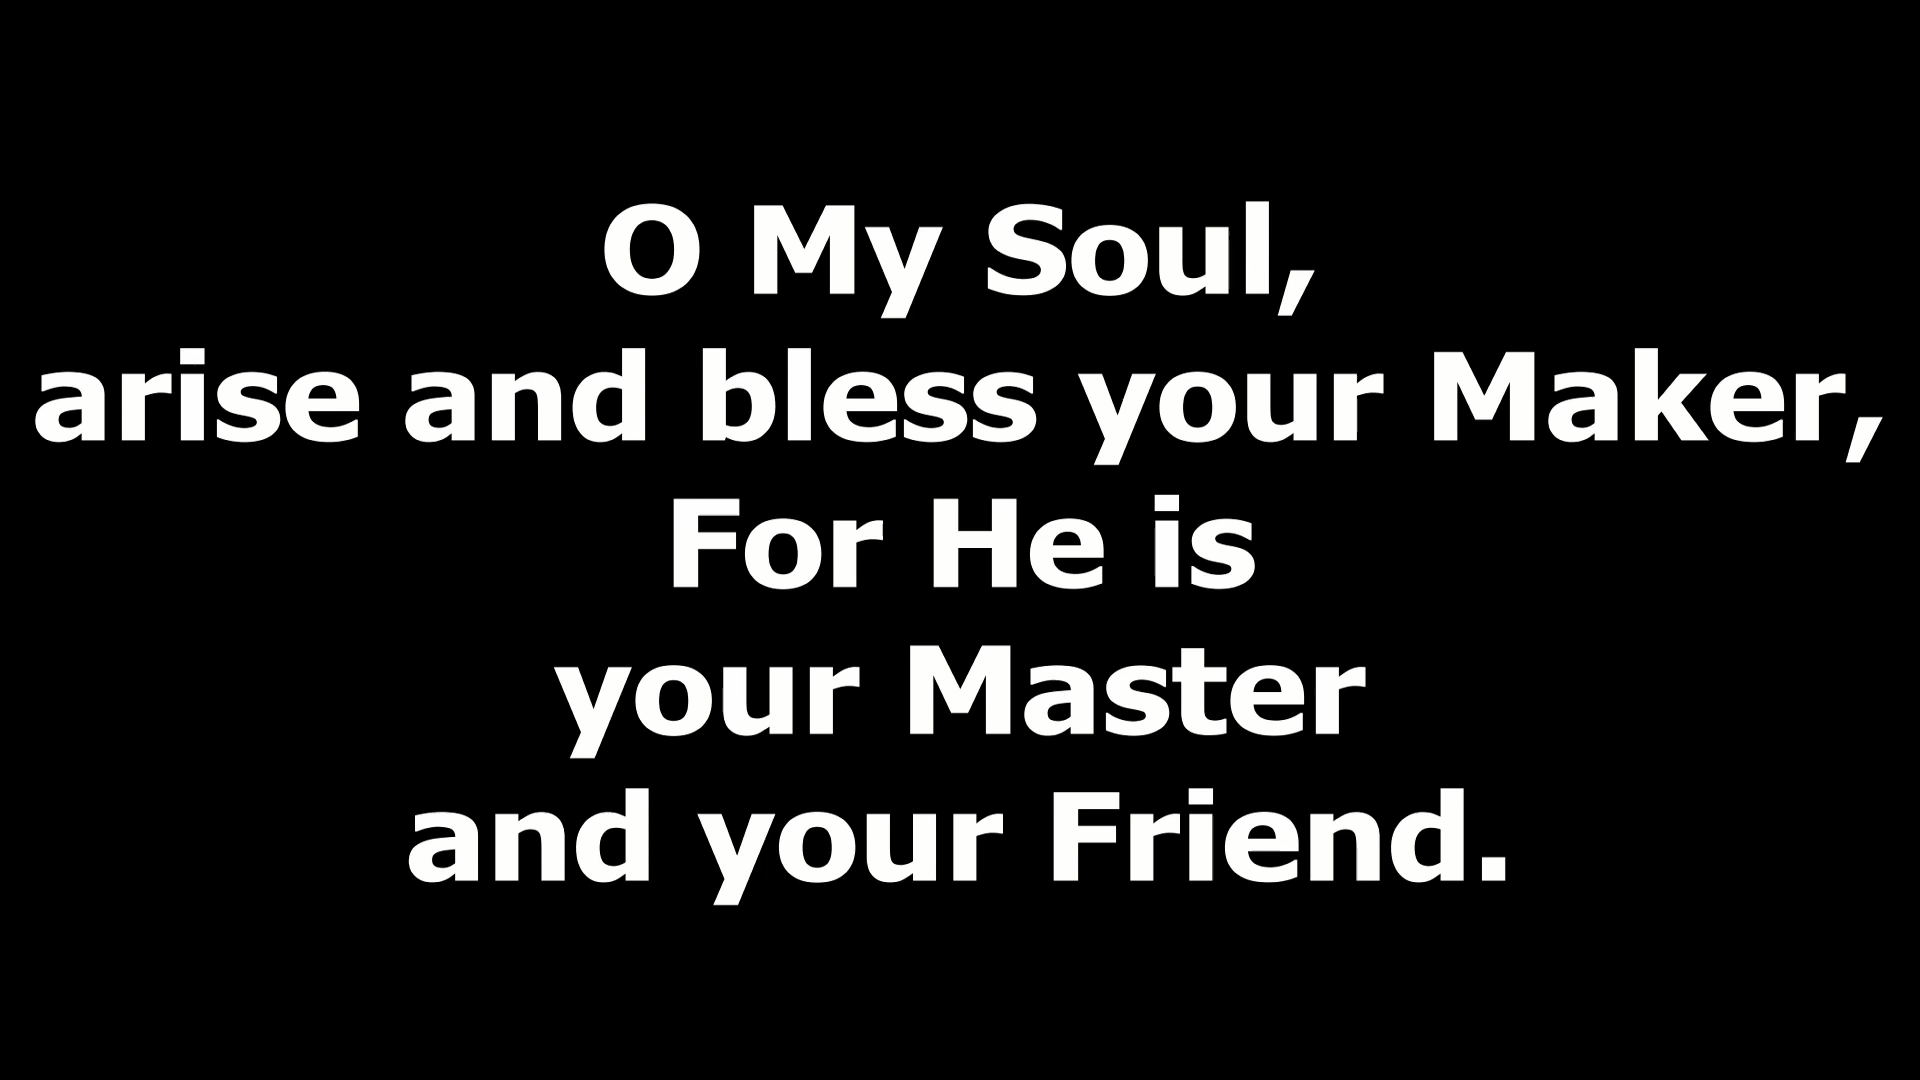 O My Soul,
arise and bless your Maker,
For He is
your Master
and your Friend.